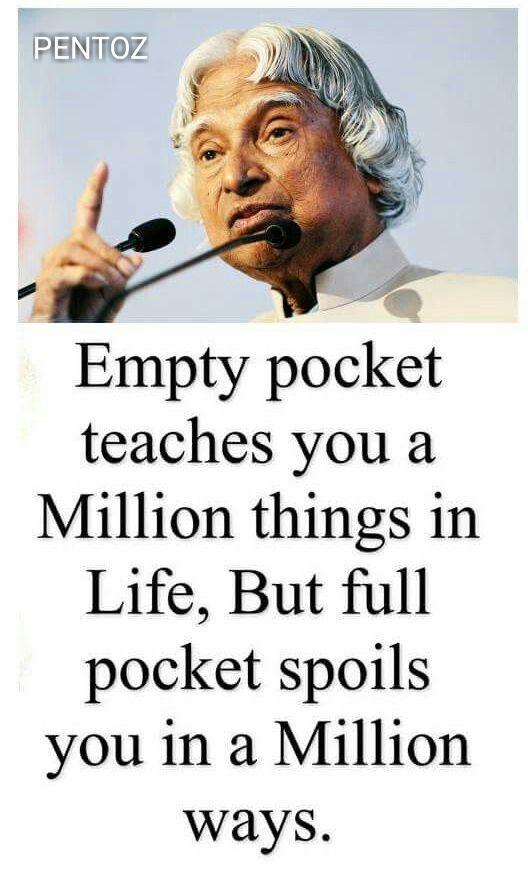 PENTOZ
Empty pocket
teaches you a
Million things in
Life, But full
pocket spoils
you in a Million
ways.